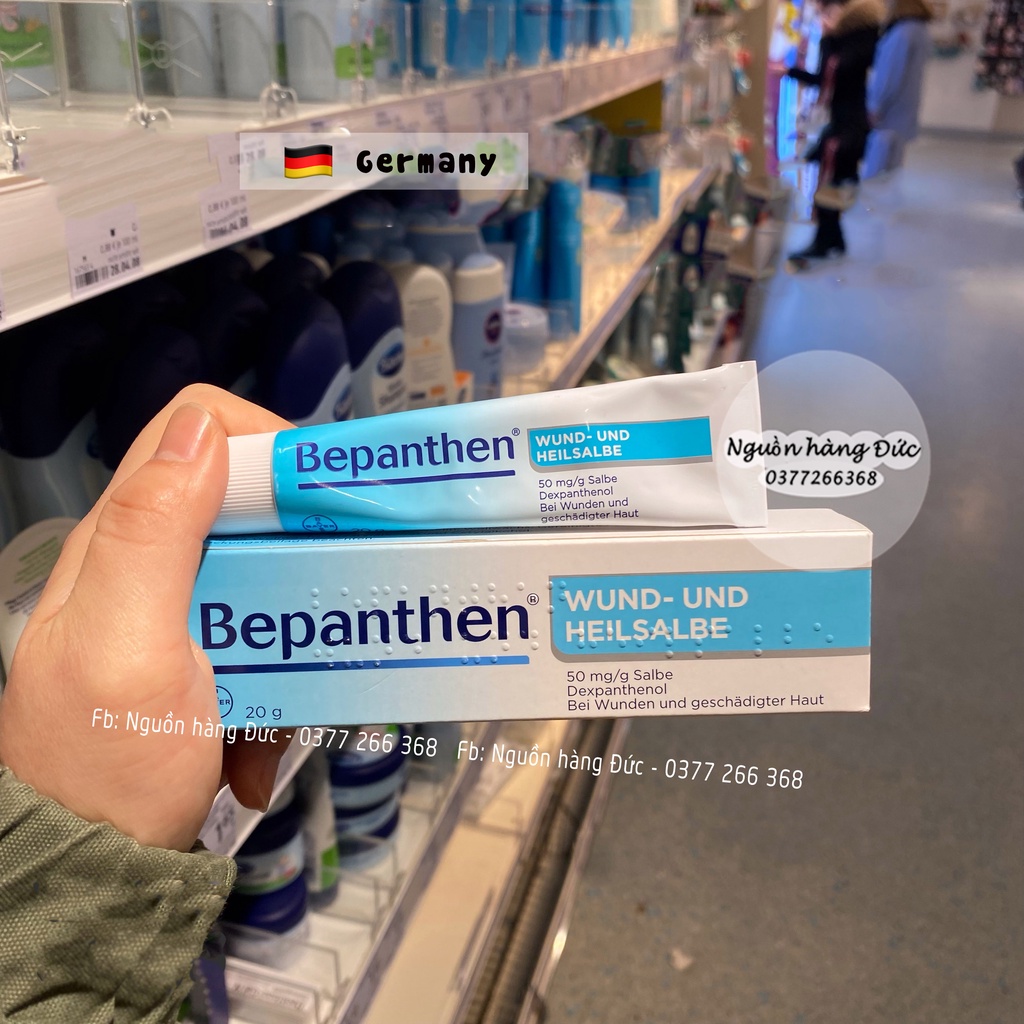 Germany
Bepanthen®
WUND- UND
HEILSALBE
50 mg/g Salbe
Dexpanthenol
Bei Wunden und
geschädigter Haut
Nguồn hàng Đức
0377266368
Bepanthen®
WUND- UND
HEILSALBE
50 mg/g Salbe
Dexpanthenol
Bei Wunden und geschädigter Haut
20 g
Fb: Nguồn hàng Đức - 0377 266 368 Fb: Nguồn hàng Đức - 0377 266 368